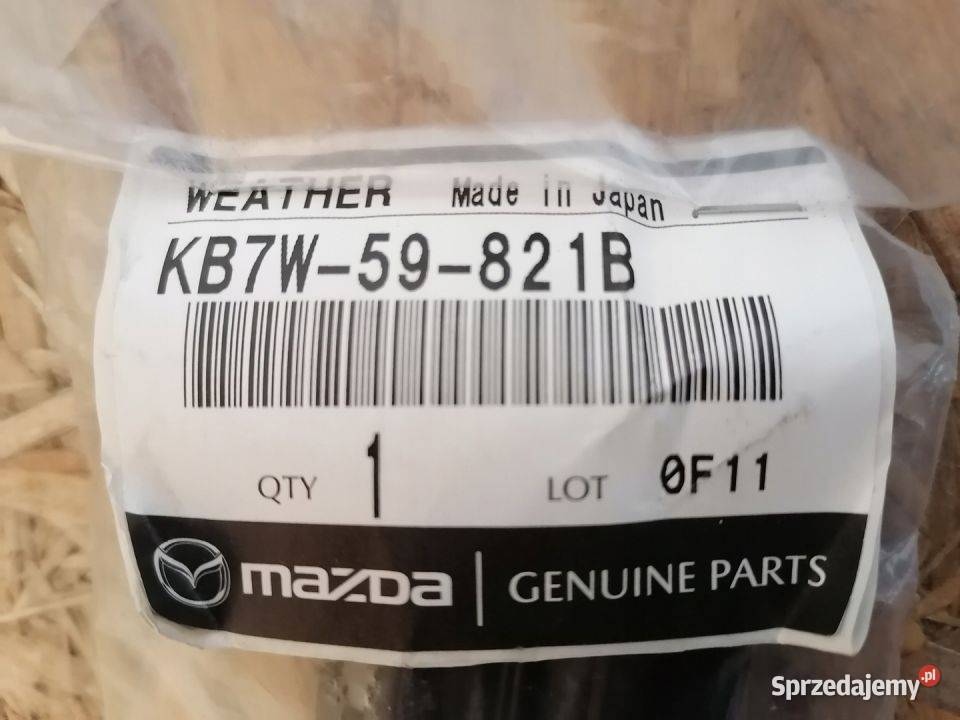 WEATHER Made in Japan
KB7W-59-821B
QTY 1 LOT 0F11
mazda GENUINE PARTS
Sprzedajemy.pl